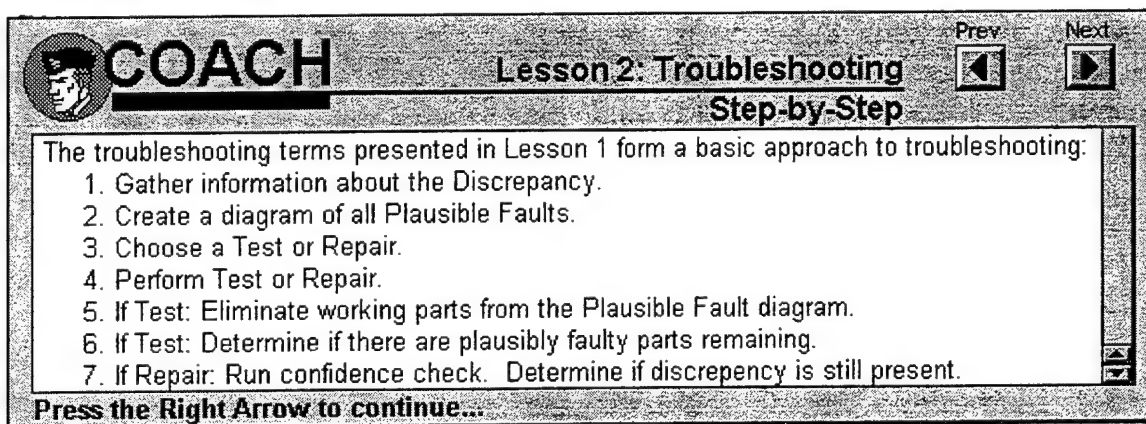 Prev Next
COACH
Lesson 2: Troubleshooting
Step-by-Step
The troubleshooting terms presented in Lesson 1 form a basic approach to troubleshooting:
1. Gather information about the Discrepancy.
2. Create a diagram of all Plausible Faults.
3. Choose a Test or Repair.
4. Perform Test or Repair.
5. If Test: Eliminate working parts from the Plausible Fault diagram.
6. If Test: Determine if there are plausibly faulty parts remaining.
7. If Repair: Run confidence check. Determine if discrepency is still present.
Press the Right Arrow to continue...